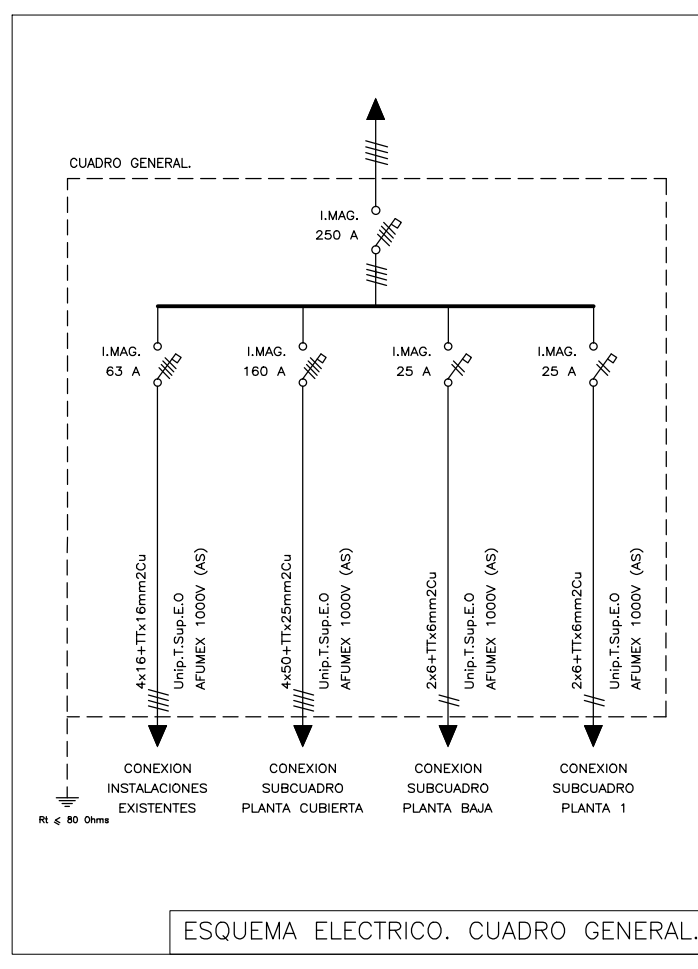 CUADRO GENERAL.
I.MAG.
250 A
I.MAG.
63 A
I.MAG.
160 A
I.MAG.
25 A
I.MAG.
25 A
4x16+TTx16mm2Cu
Unip.T.Sup.E.O
AFUMEX 1000V (AS)
4x50+TTx25mm2Cu
Unip.T.Sup.E.O
AFUMEX 1000V (AS)
2x6+TTx6mm2Cu
Unip.T.Sup.E.O
AFUMEX 1000V (AS)
2x6+TTx6mm2Cu
Unip.T.Sup.E.O
AFUMEX 1000V (AS)
CONEXION
INSTALACIONES
EXISTENTES
CONEXION
SUBCUADRO
PLANTA CUBIERTA
CONEXION
SUBCUADRO
PLANTA BAJA
CONEXION
SUBCUADRO
PLANTA 1
Rt ⩽ 80 Ohms
ESQUEMA ELECTRICO. CUADRO GENERAL.